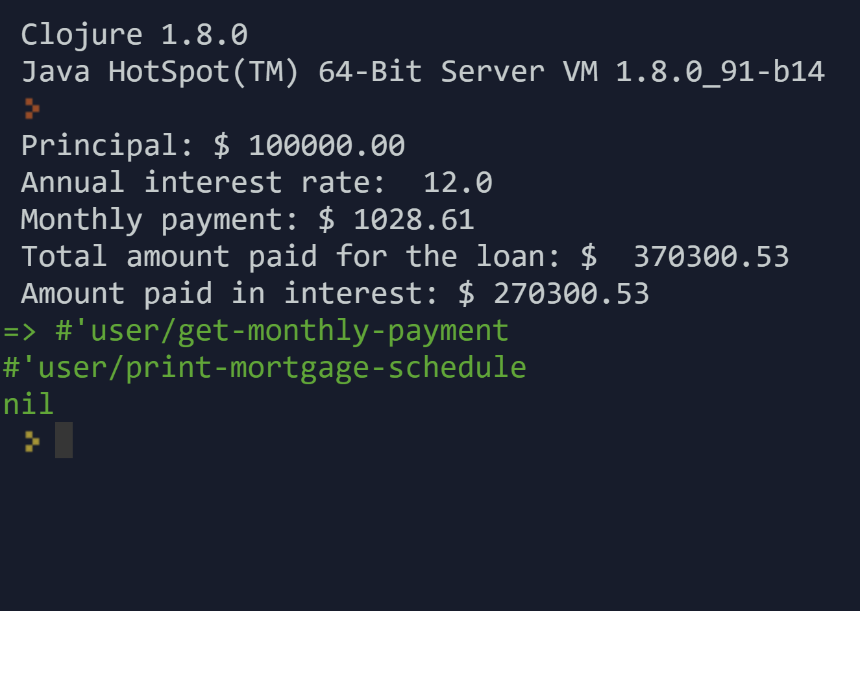 Clojure 1.8.0
Java HotSpot(TM) 64-Bit Server VM 1.8.0_91-b14
>
Principal: $ 100000.00
Annual interest rate:  12.0
Monthly payment: $ 1028.61
Total amount paid for the loan: $  370300.53
Amount paid in interest: $ 270300.53
=> #'user/get-monthly-payment
#'user/print-mortgage-schedule
nil
>